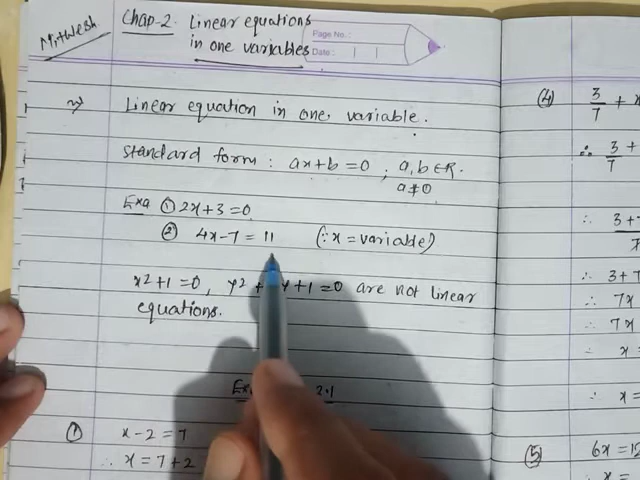 Mitwesh
Chap-2. Linear equations
in one variables
Page No.:
Date:
Linear equation in one variable.
Standard form: ax+b=0 ; a,b∈R.
a≠0
Exa ① 2x+3=0
② 4x-7=11 (∵x=variable)
x²+1=0, y²+ y+1=0 are not linear
equations.
2.1
① x-2=7
∴ x=7+2
(4) 3/7 + x
∴ 3+
7
∴ 3+7
∴ 3+7
∴ 7x
∴ 7x
∴ x=
∴ x=
(5) 6x=12
∴ x=